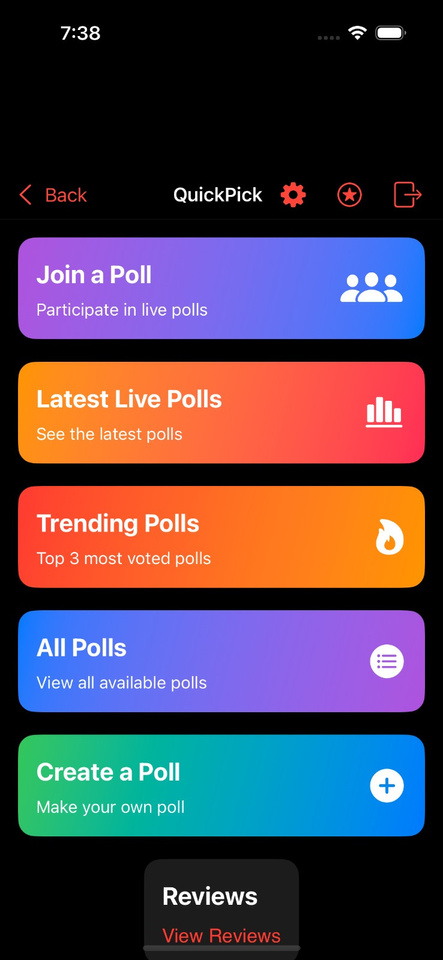 7:38
Back
QuickPick
Join a Poll
Participate in live polls
Latest Live Polls
See the latest polls
Trending Polls
Top 3 most voted polls
All Polls
View all available polls
Create a Poll
Make your own poll
Reviews
View Reviews